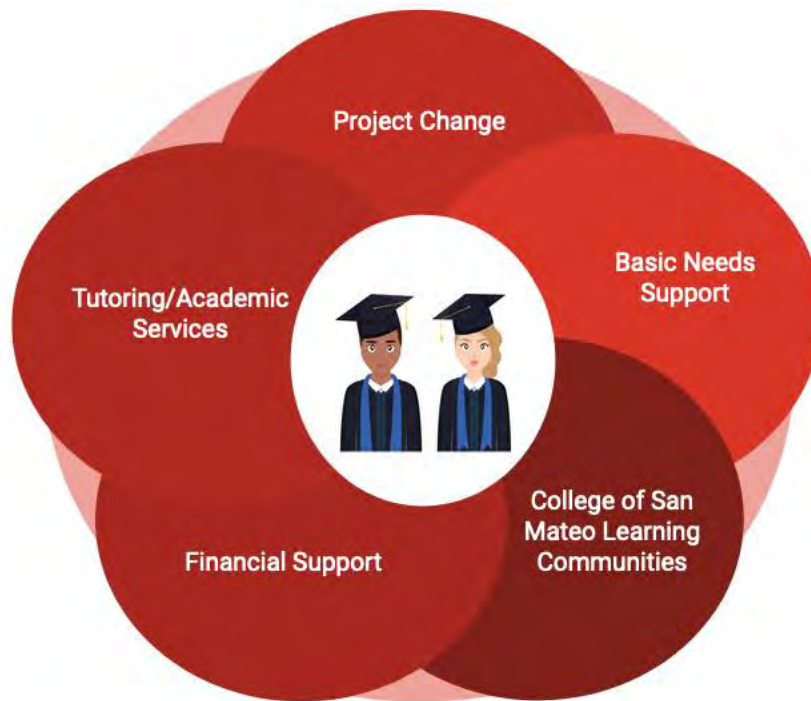 Project Change
Basic Needs
Support
Tutoring/Academic
Services
College of San
Mateo Learning
Communities
Financial Support